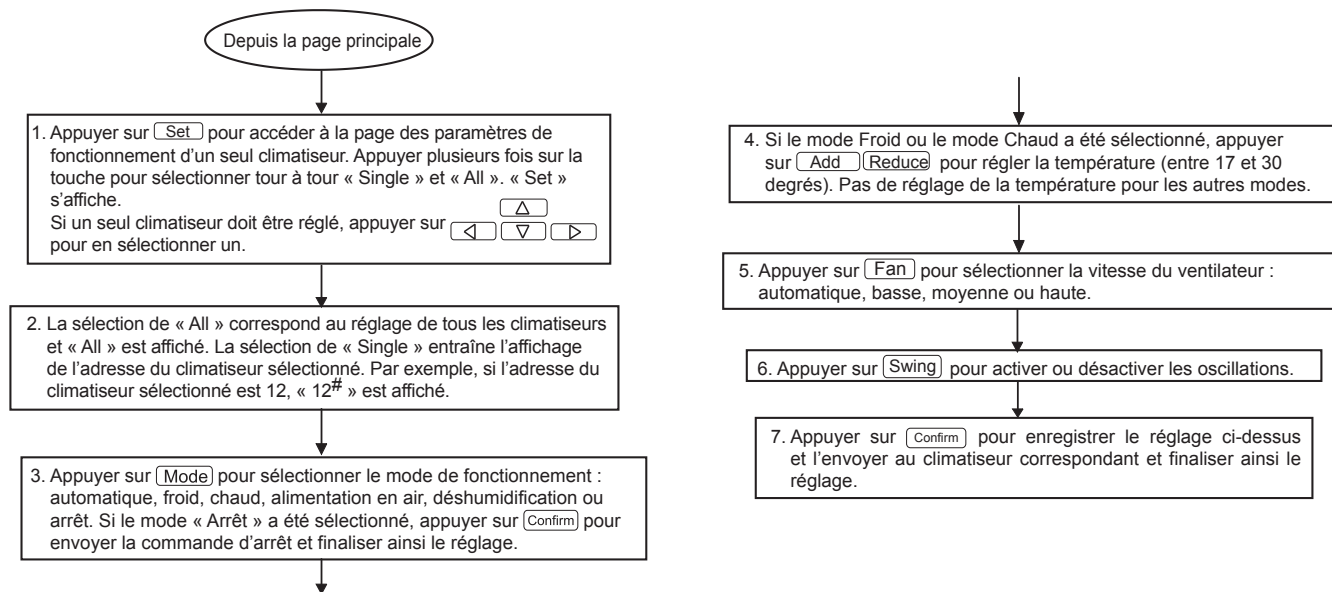 Depuis la page principale
1. Appuyer sur Set pour accéder à la page des paramètres de
fonctionnement d'un seul climatiseur. Appuyer plusieurs fois sur la
touche pour sélectionner tour à tour « Single » et « All ». « Set »
s'affiche.
Si un seul climatiseur doit être réglé, appuyer sur
pour en sélectionner un.
2. La sélection de « All » correspond au réglage de tous les climatiseurs
et « All » est affiché. La sélection de « Single » entraîne l'affichage
de l'adresse du climatiseur sélectionné. Par exemple, si l'adresse du
climatiseur sélectionné est 12, « 12# » est affiché.
3. Appuyer sur Mode pour sélectionner le mode de fonctionnement :
automatique, froid, chaud, alimentation en air, déshumidification ou
arrêt. Si le mode « Arrêt » a été sélectionné, appuyer sur Confirm pour
envoyer la commande d'arrêt et finaliser ainsi le réglage.
4. Si le mode Froid ou le mode Chaud a été sélectionné, appuyer
sur Add Reduce pour régler la température (entre 17 et 30
degrés). Pas de réglage de la température pour les autres modes.
5. Appuyer sur Fan pour sélectionner la vitesse du ventilateur :
automatique, basse, moyenne ou haute.
6. Appuyer sur Swing pour activer ou désactiver les oscillations.
7. Appuyer sur Confirm pour enregistrer le réglage ci-dessus
et l'envoyer au climatiseur correspondant et finaliser ainsi le
réglage.